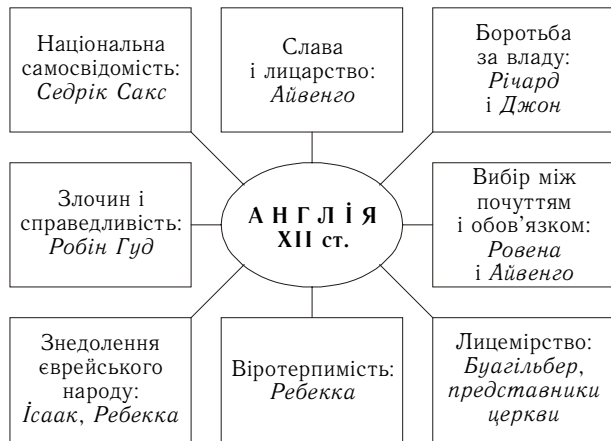 Національна
самосвідомість:
Седрік Сакс
Слава
і лицарство:
Айвенго
Боротьба
за владу:
Річард
і Джон
Злочин і
справедливість:
Робін Гуд
АНГЛІЯ
XII ст.
Вибір між
почуттям
і обов’язком:
Ровена
і Айвенго
Знедолення
єврейського
народу:
Ісаак, Ребекка
Віротерпимість:
Ребекка
Лицемірство:
Буагільбер,
представники
церкви